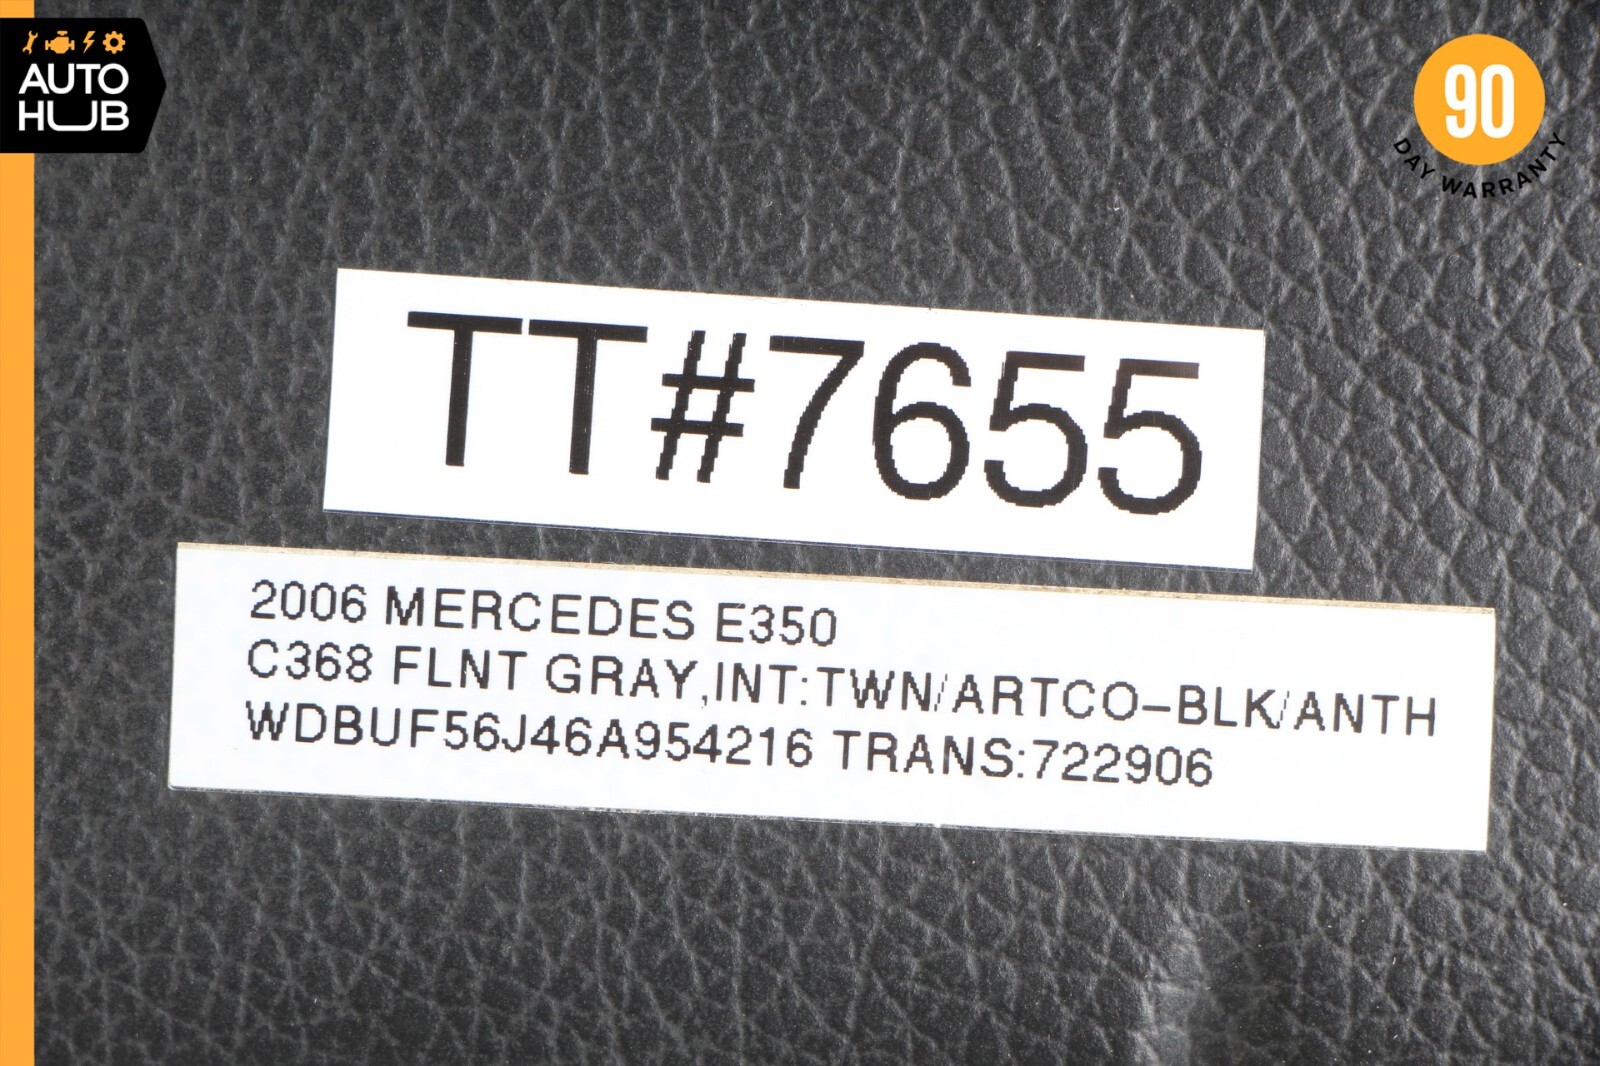 AUTO
HUB
90
DAY WARRANTY
TT#7655
2006 MERCEDES E350
C368 FLNT GRAY,INT:TWN/ARTCO-BLK/ANTH
WDBUF56J46A954216 TRANS:722906